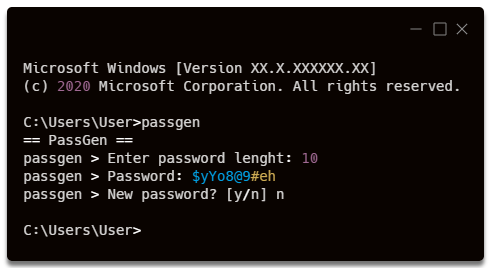 Microsoft Windows [Version XX.X.XXXXXX.XX]
(c) 2020 Microsoft Corporation. All rights reserved.
C:\Users\User>passgen
== PassGen ==
passgen > Enter password lenght: 10
passgen > Password: $yYo8@9#eh
passgen > New password? [y/n] n
C:\Users\User>